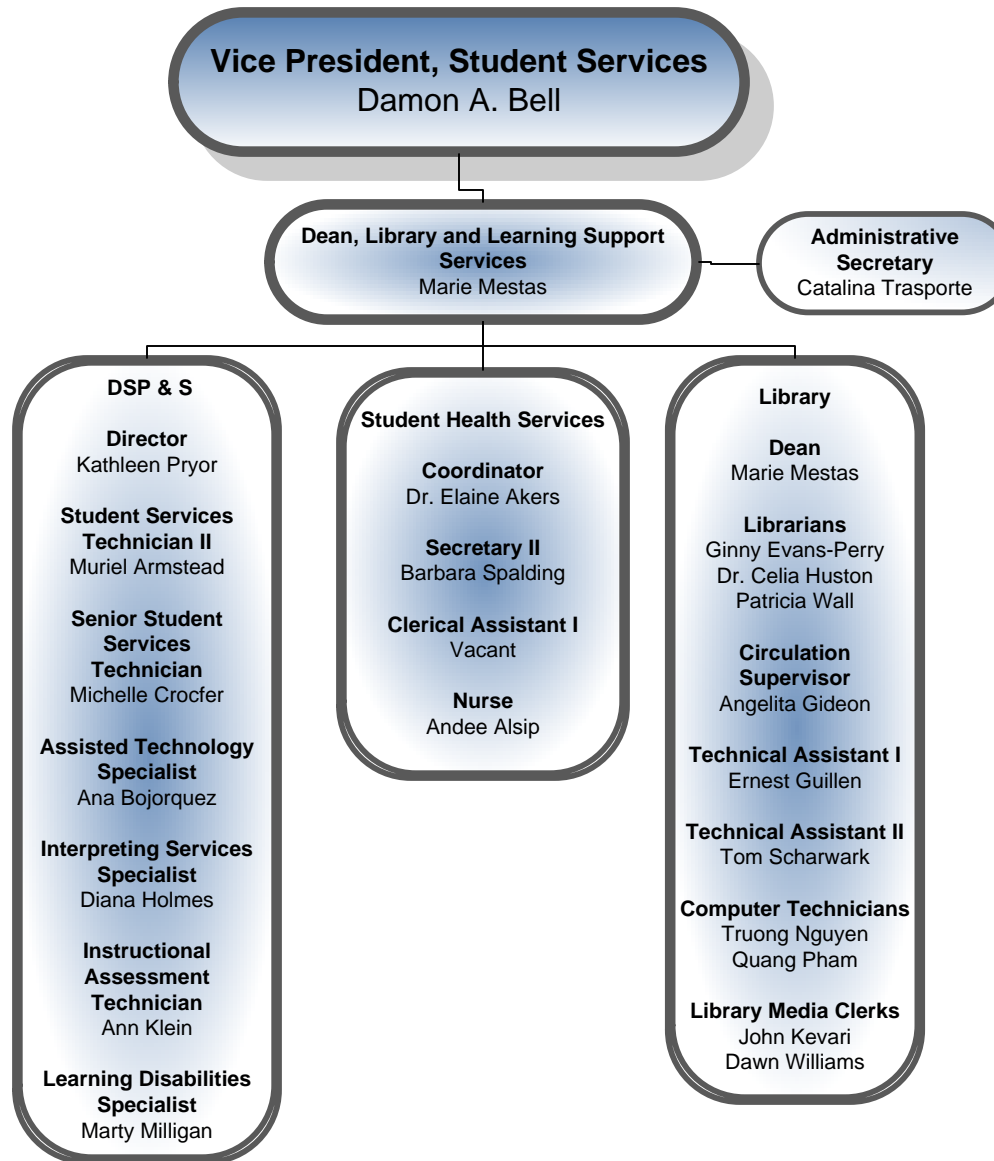 Vice President, Student Services
Damon A. Bell
Dean, Library and Learning Support
Services
Marie Mestas
Administrative
Secretary
Catalina Trasporte
DSP & S
Director
Kathleen Pryor
Student Services
Technician II
Muriel Armstead
Senior Student
Services
Technician
Michelle Crocfer
Assisted Technology
Specialist
Ana Bojorquez
Interpreting Services
Specialist
Diana Holmes
Instructional
Assessment
Technician
Ann Klein
Learning Disabilities
Specialist
Marty Milligan
Student Health Services
Coordinator
Dr. Elaine Akers
Secretary II
Barbara Spalding
Clerical Assistant I
Vacant
Nurse
Andee Alsip
Library
Dean
Marie Mestas
Librarians
Ginny Evans-Perry
Dr. Celia Huston
Patricia Wall
Circulation
Supervisor
Angelita Gideon
Technical Assistant I
Ernest Guillen
Technical Assistant II
Tom Scharwark
Computer Technicians
Truong Nguyen
Quang Pham
Library Media Clerks
John Kevari
Dawn Williams